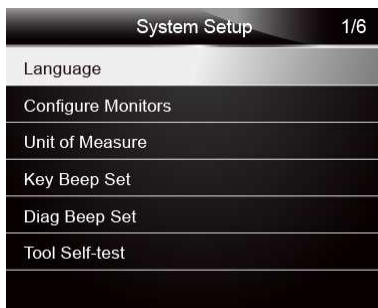 System Setup 1/6
Language
Configure Monitors
Unit of Measure
Key Beep Set
Diag Beep Set
Tool Self-test